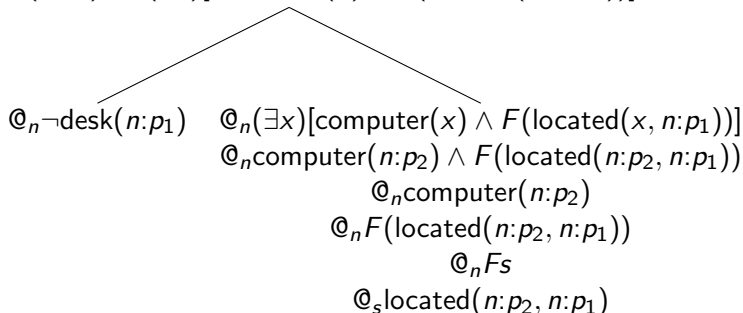 @ₙ¬desk(n:p₁) @ₙ(∃x)[computer(x) ∧ F(located(x, n:p₁))]
@ₙcomputer(n:p₂) ∧ F(located(n:p₂, n:p₁))
@ₙcomputer(n:p₂)
@ₙF(located(n:p₂, n:p₁))
@ₙFs
@ₛlocated(n:p₂, n:p₁)